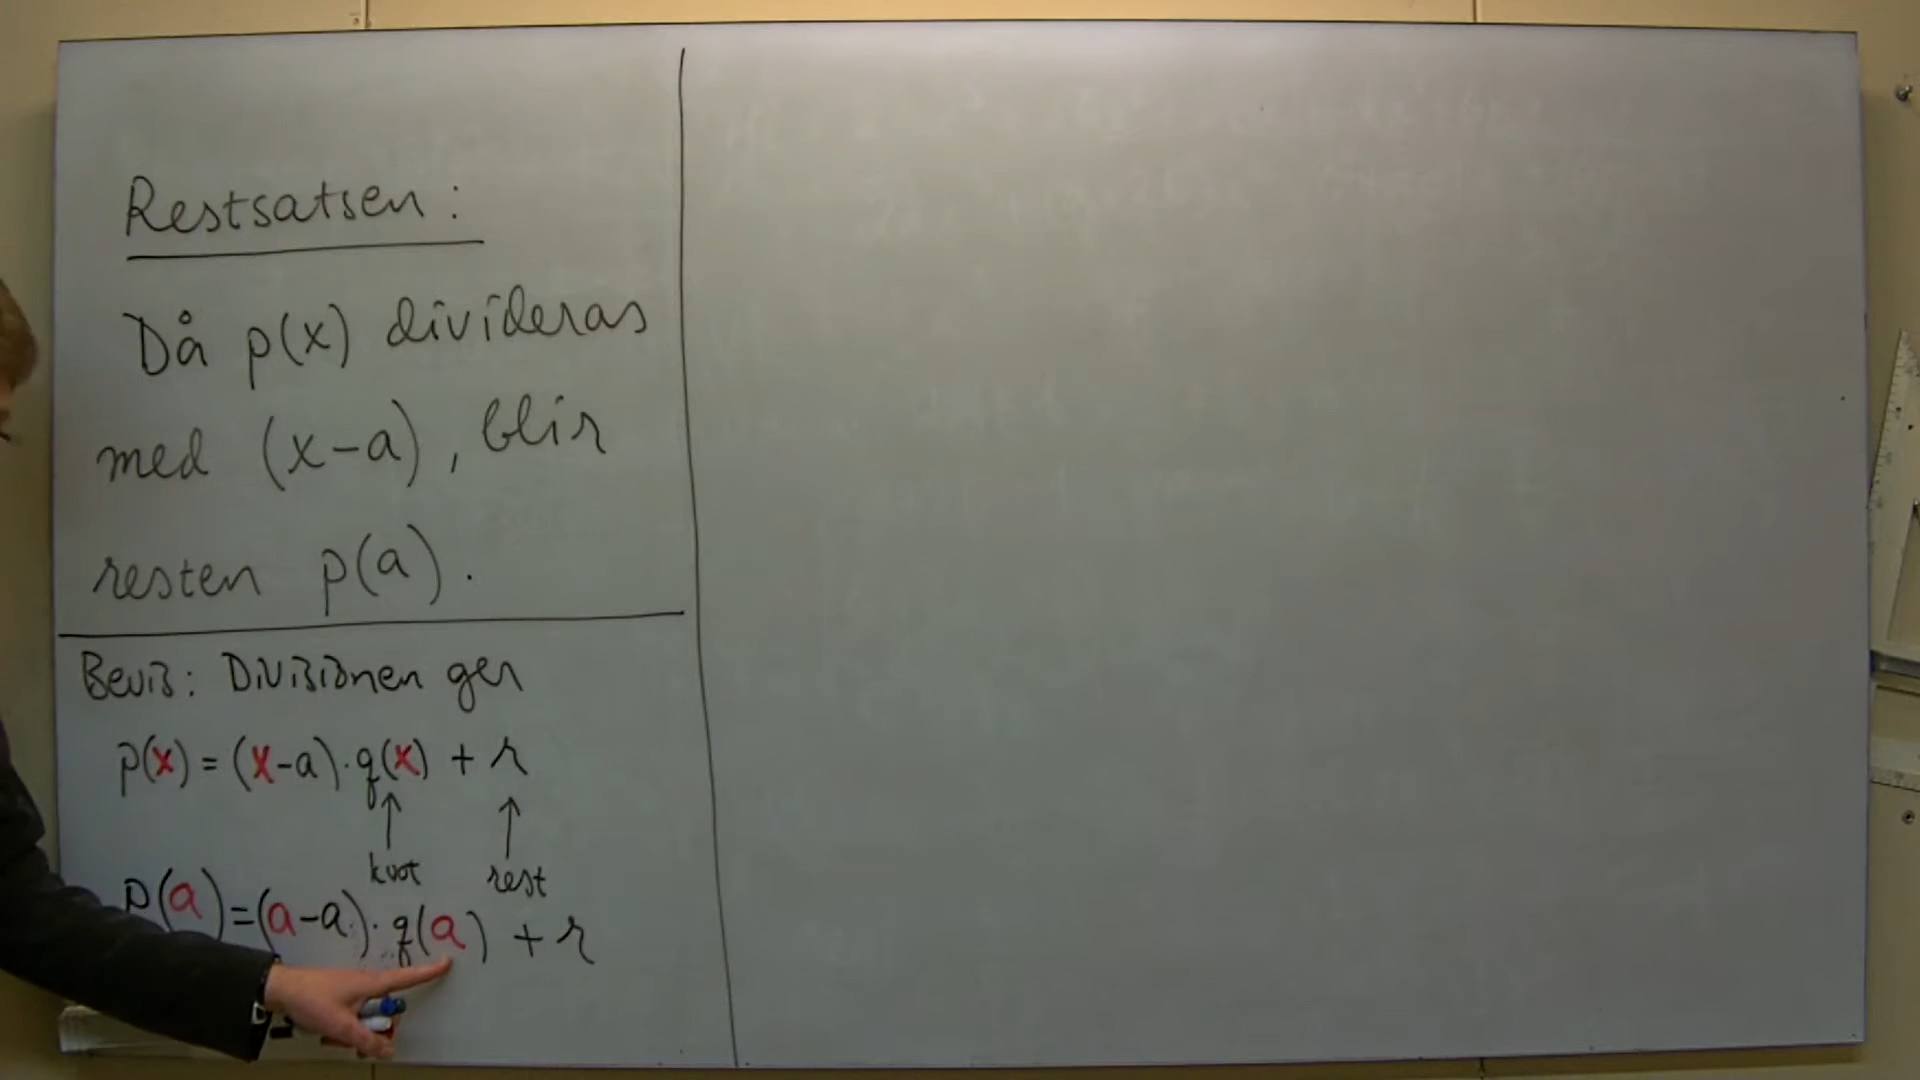 Restsatsen:
Då p(x) divideras
med (x-a), blir
resten p(a).
Bevis: Divisionen ger
p(x) = (x-a)·q(x) + r
↑ ↑
kvot rest
p(a) = (a-a)·q(a) + r